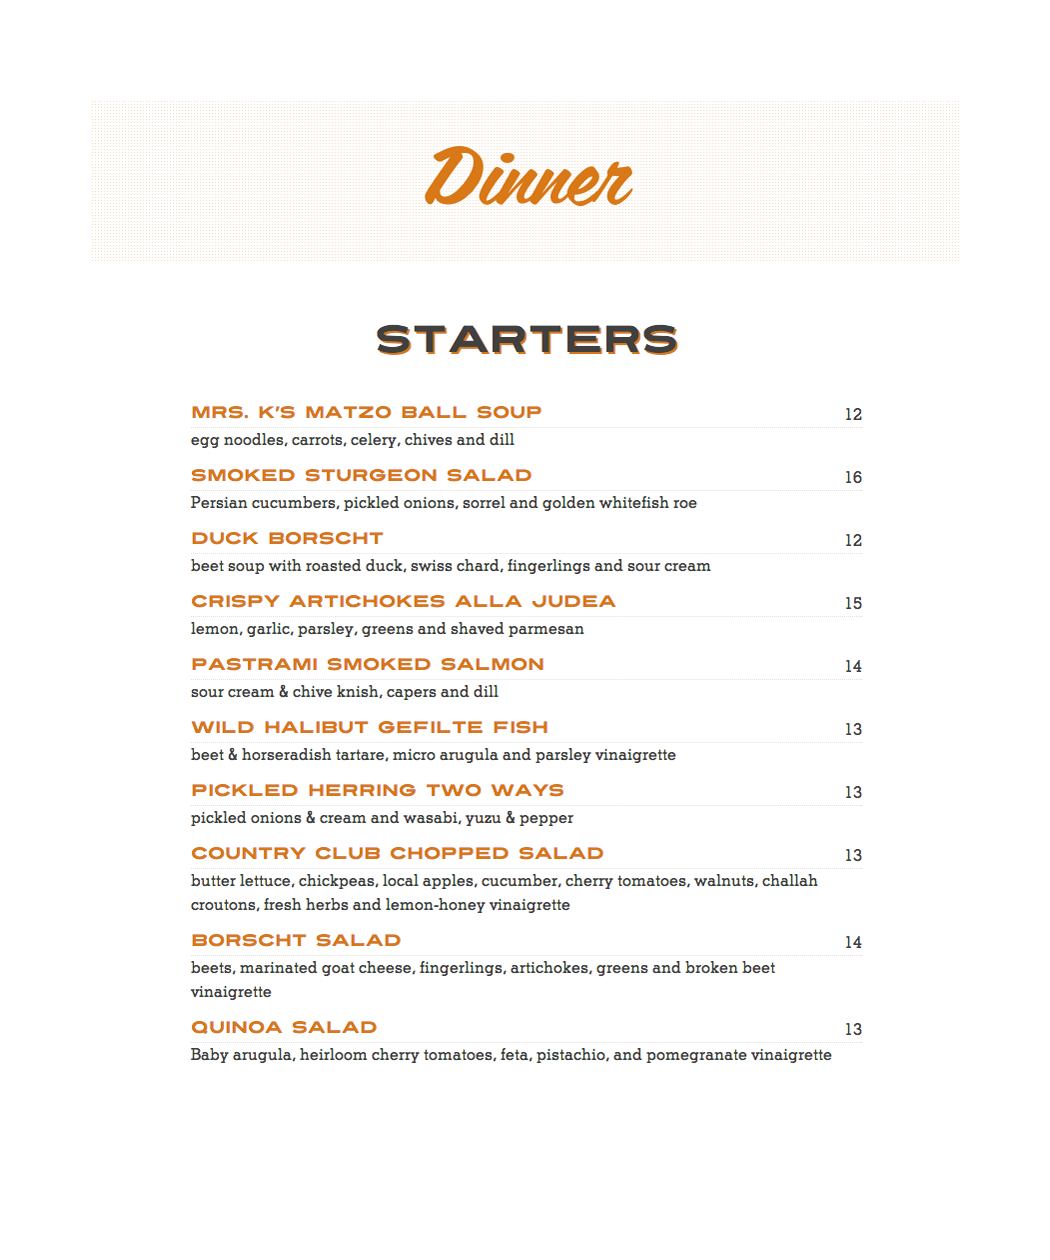 Dinner
STARTERS
MRS. K'S MATZO BALL SOUP 12
egg noodles, carrots, celery, chives and dill
SMOKED STURGEON SALAD 16
Persian cucumbers, pickled onions, sorrel and golden whitefish roe
DUCK BORSCHT 12
beet soup with roasted duck, swiss chard, fingerlings and sour cream
CRISPY ARTICHOKES ALLA JUDEA 15
lemon, garlic, parsley, greens and shaved parmesan
PASTRAMI SMOKED SALMON 14
sour cream & chive knish, capers and dill
WILD HALIBUT GEFILTE FISH 13
beet & horseradish tartare, micro arugula and parsley vinaigrette
PICKLED HERRING TWO WAYS 13
pickled onions & cream and wasabi, yuzu & pepper
COUNTRY CLUB CHOPPED SALAD 13
butter lettuce, chickpeas, local apples, cucumber, cherry tomatoes, walnuts, challah
croutons, fresh herbs and lemon-honey vinaigrette
BORSCHT SALAD 14
beets, marinated goat cheese, fingerlings, artichokes, greens and broken beet
vinaigrette
QUINOA SALAD 13
Baby arugula, heirloom cherry tomatoes, feta, pistachio, and pomegranate vinaigrette